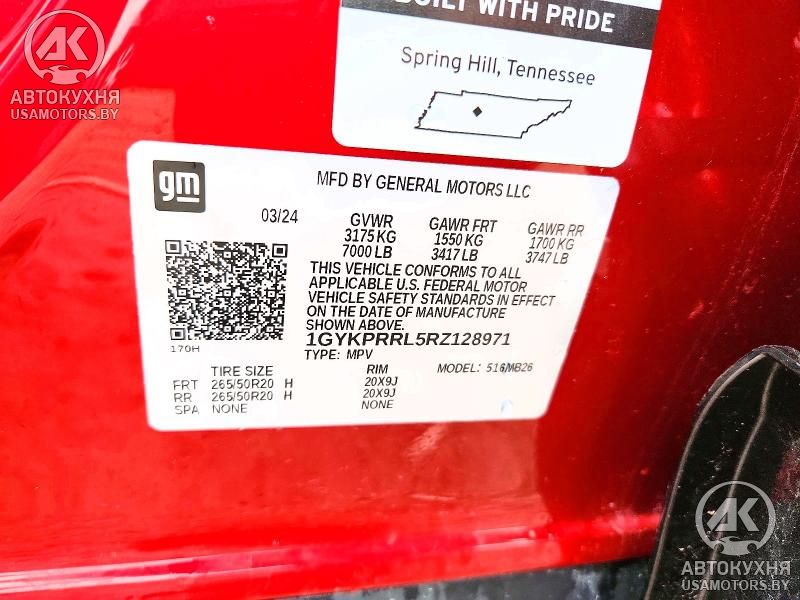 BUILT WITH PRIDE
Spring Hill, Tennessee
АВТОКУХНЯ
USAMOTORS.BY
gm
MFD BY GENERAL MOTORS LLC
03/24
GVWR GAWR FRT GAWR RR
3175 KG 1550 KG 1700 KG
7000 LB 3417 LB 3747 LB
THIS VEHICLE CONFORMS TO ALL
APPLICABLE U.S. FEDERAL MOTOR
VEHICLE SAFETY STANDARDS IN EFFECT
ON THE DATE OF MANUFACTURE
SHOWN ABOVE.
1GYKPRRL5RZ128971
170H
TYPE: MPV MODEL: 516/MB26
TIRE SIZE RIM
FRT 265/50R20 H 20X9J
RR 265/50R20 H 20X9J
SPA NONE NONE
АВТОКУХНЯ
USAMOTORS.BY